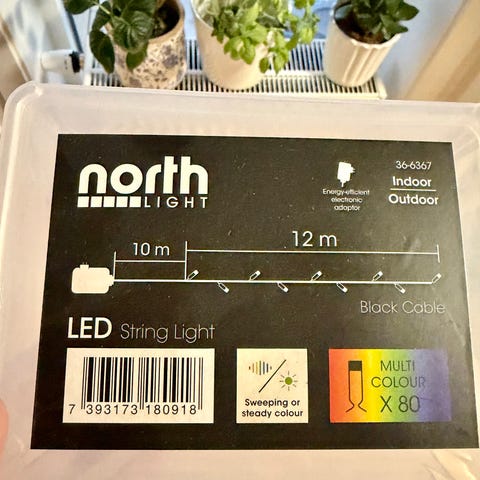 north
LIGHT
Energy-efficient
electronic
adaptor
36-6367
Indoor
Outdoor
10 m
12 m
Black Cable
LED String Light
7 393173 180918
Sweeping or
steady colour
MULTI
COLOUR
X 80